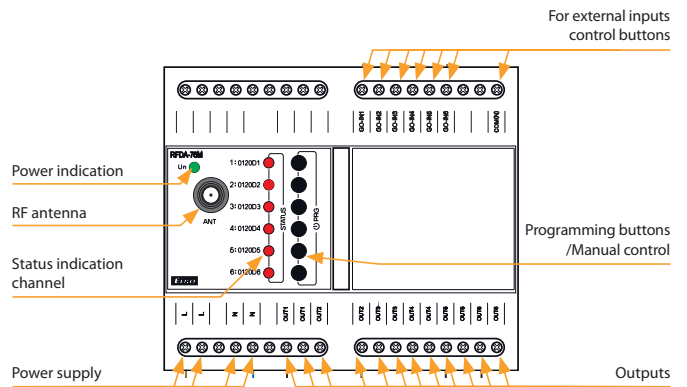 For external inputs
control buttons
GO-IN1
GO-IN2
GO-IN3
GO-IN4
GO-IN5
GO-IN6
COM(N)
RFDA-76M
Un
ANT
1: 0120D1
2: 0120D2
3: 0120D3
4: 0120D4
5: 0120D5
6: 0120D6
STATUS
PRG
Power indication
RF antenna
Status indication
channel
Programming buttons
/Manual control
L
L
N
N
OUT1
OUT1
OUT2
OUT2
OUT3
OUT3
OUT4
OUT4
OUT5
OUT5
OUT6
OUT6
Power supply
Outputs